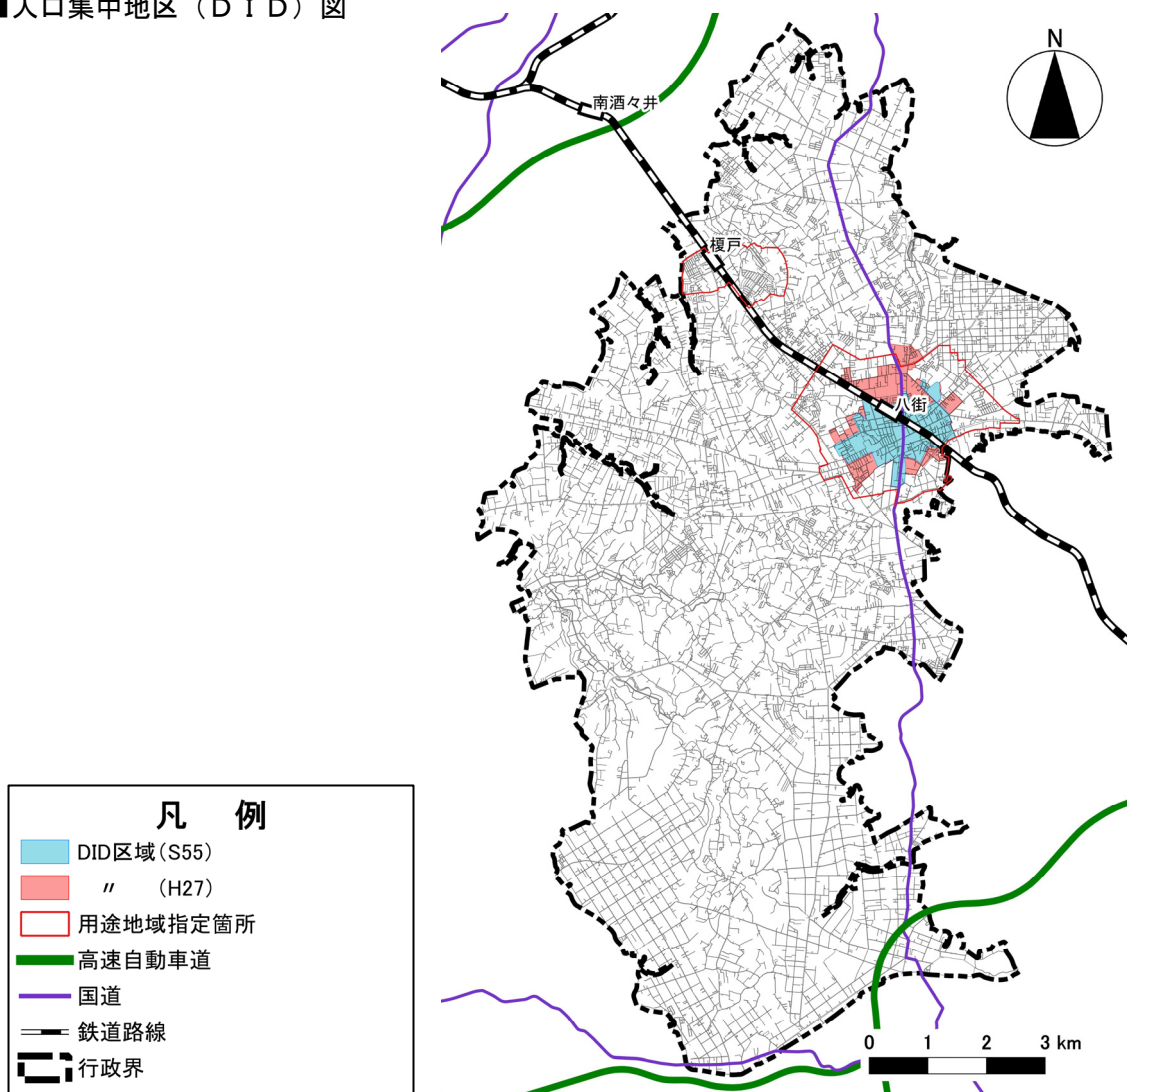 ■人口集中地区（ＤＩＤ）図
N
南酒々井
榎戸
八街
凡　例
DID区域（S55）
〃　（H27）
用途地域指定箇所
高速自動車道
国道
鉄道路線
行政界
0 1 2 3 km